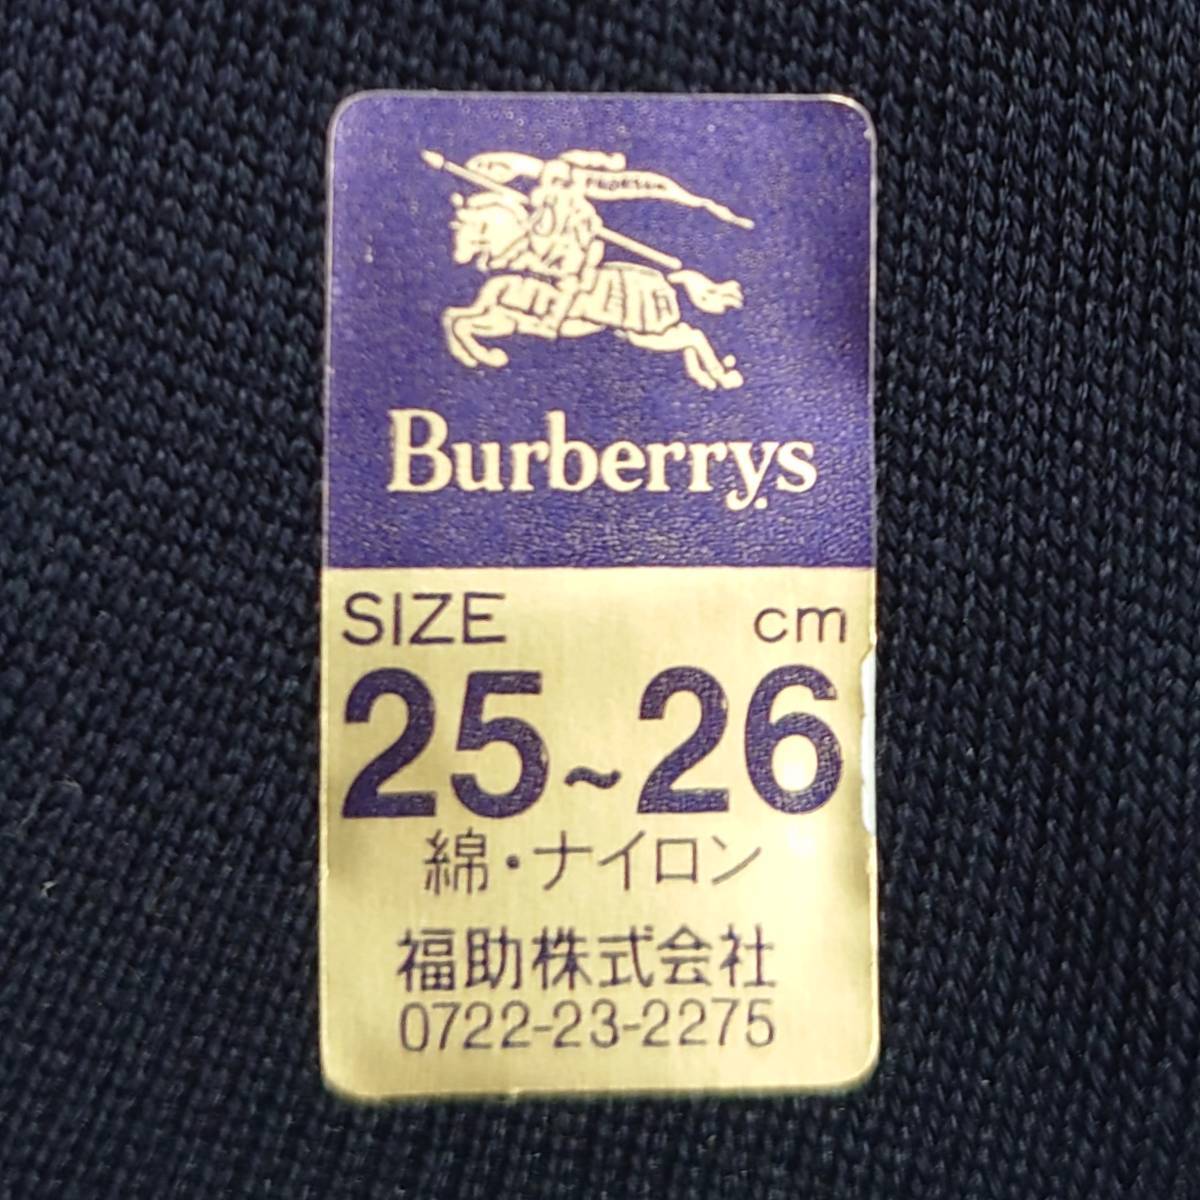 Burberrys
SIZE cm
25~26
綿・ナイロン
福助株式会社
0722-23-2275